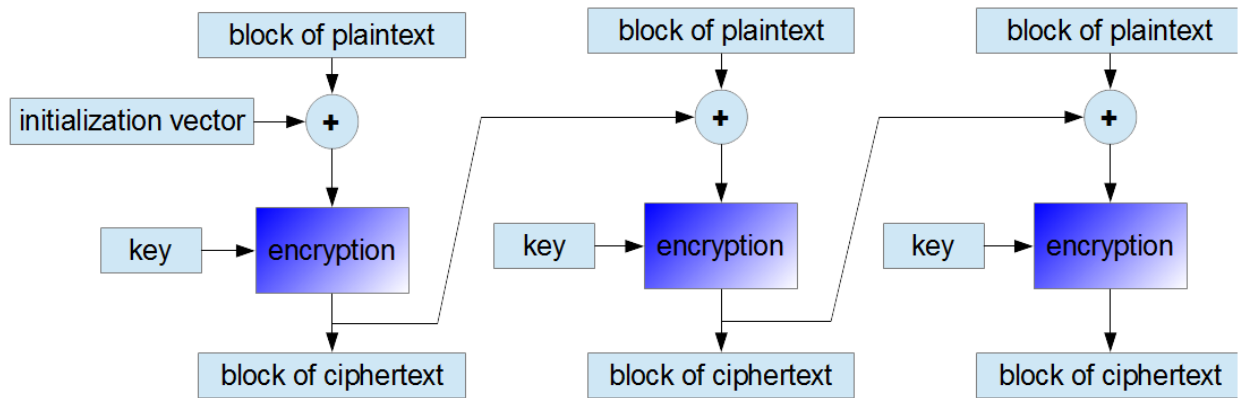 block of plaintext
block of plaintext
block of plaintext
initialization vector
+
+
+
key
encryption
key
encryption
key
encryption
block of ciphertext
block of ciphertext
block of ciphertext